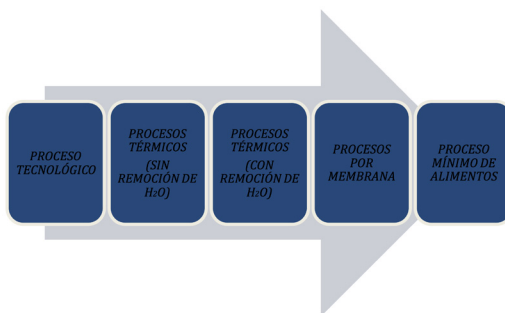 PROCESO
TECNOLÓGICO
PROCESOS
TÉRMICOS
(SIN
REMOCIÓN DE
H₂O)
PROCESOS
TÉRMICOS
(CON
REMOCIÓN DE
H₂O)
PROCESOS
POR
MEMBRANA
PROCESO
MÍNIMO DE
ALIMENTOS